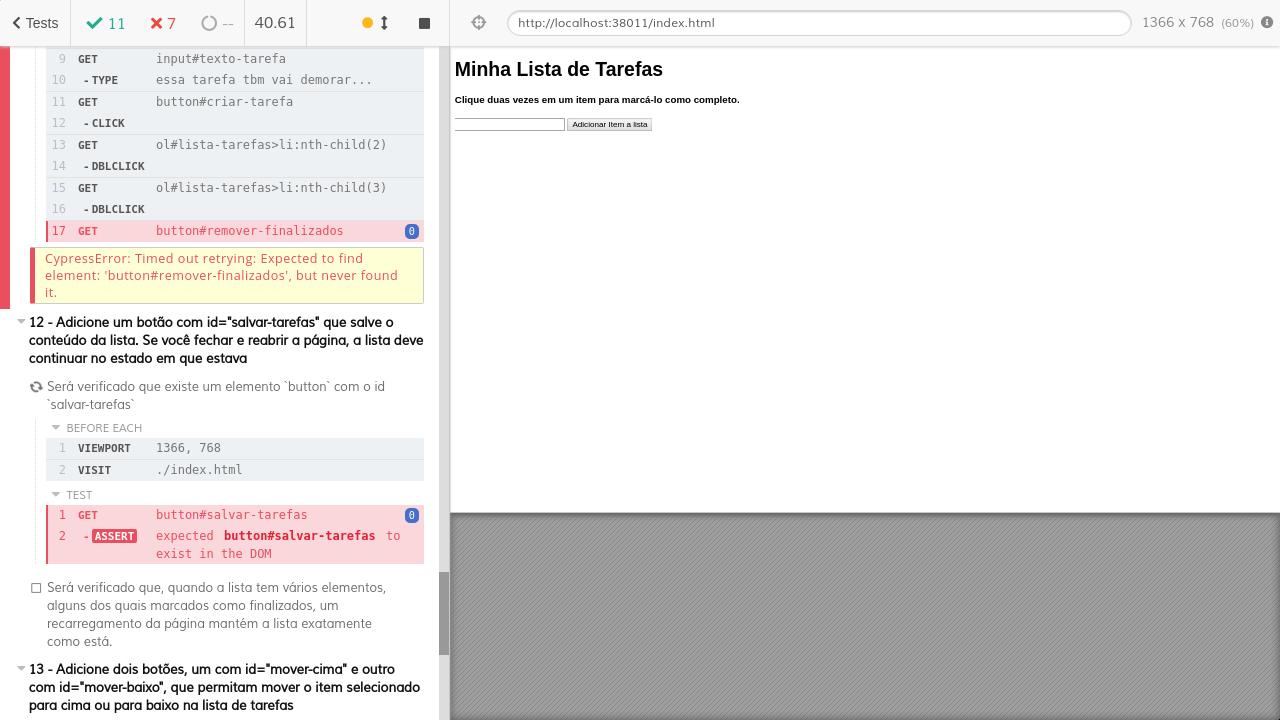 Tests 11 7 -- 40.61
http://localhost:38011/index.html 1366 x 768 (60%)
9 GET input#texto-tarefa
10 - TYPE essa tarefa tbm vai demorar...
11 GET button#criar-tarefa
12 - CLICK
13 GET ol#lista-tarefas>li:nth-child(2)
14 - DBLCLICK
15 GET ol#lista-tarefas>li:nth-child(3)
16 - DBLCLICK
17 GET button#remover-finalizados 0
CypressError: Timed out retrying: Expected to find
element: 'button#remover-finalizados', but never found
it.
12 - Adicione um botão com id="salvar-tarefas" que salve o
conteúdo da lista. Se você fechar e reabrir a página, a lista deve
continuar no estado em que estava
Será verificado que existe um elemento `button` com o id
`salvar-tarefas`
BEFORE EACH
1 VIEWPORT 1366, 768
2 VISIT ./index.html
TEST
1 GET button#salvar-tarefas 0
2 - ASSERT expected button#salvar-tarefas to
exist in the DOM
Será verificado que, quando a lista tem vários elementos,
alguns dos quais marcados como finalizados, um
recarregamento da página mantém a lista exatamente
como está.
13 - Adicione dois botões, um com id="mover-cima" e outro
com id="mover-baixo", que permitam mover o item selecionado
para cima ou para baixo na lista de tarefas
Minha Lista de Tarefas
Clique duas vezes em um item para marcá-lo como completo.
Adicionar Item a lista